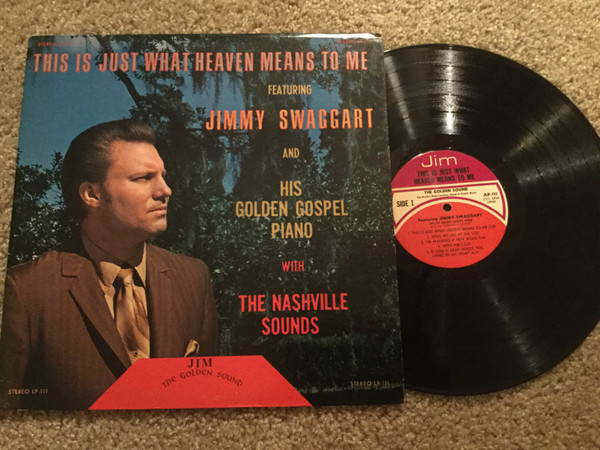 THIS IS JUST WHAT HEAVEN MEANS TO ME
FEATURING
JIMMY SWAGGART
AND
HIS
GOLDEN GOSPEL
PIANO
WITH
THE NASHVILLE
SOUNDS
JIM
THE GOLDEN SOUND
STEREO LP-111
STEREO LP-111
Jim
THIS IS JUST WHAT
HEAVEN MEANS TO ME
THE GOLDEN SOUND
SIDE 1
Featuring JIMMY SWAGGART